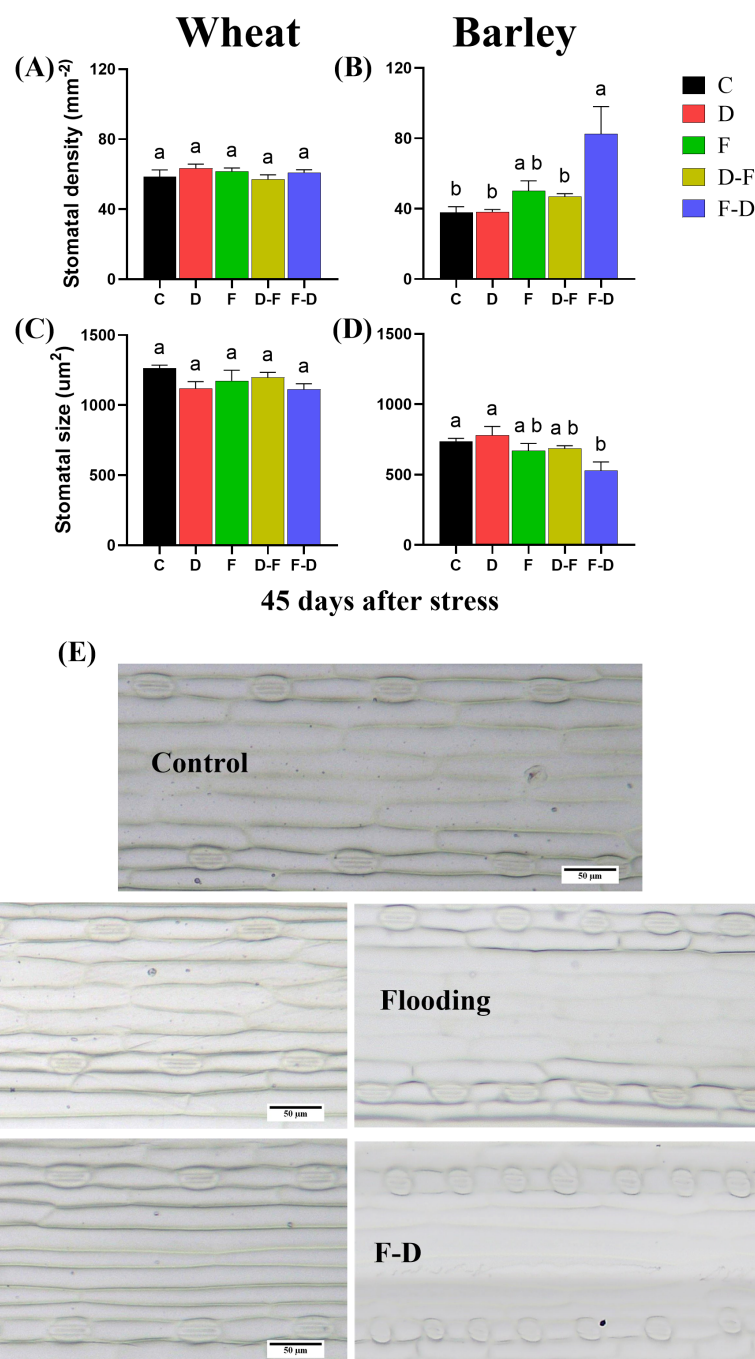 Wheat
Barley
(A)
Stomatal density (mm-2)
120
80
40
0
a a a a a
C D F D-F F-D
(B)
120
80
40
0
b b a b b a
C D F D-F F-D
C
D
F
D-F
F-D
(C)
Stomatal size (um2)
1500
1000
500
0
a a a a a
C D F D-F F-D
(D)
1500
1000
500
0
a a a b a b b
C D F D-F F-D
45 days after stress
(E)
Control
50 µm
Flooding
50 µm
F-D
50 µm